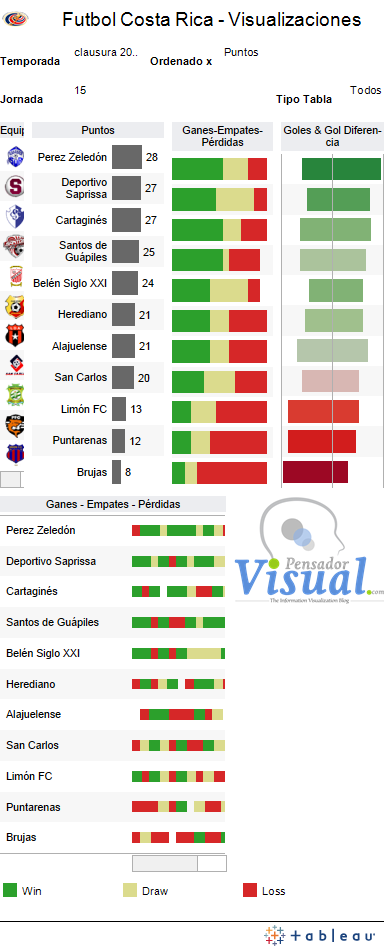 Futbol Costa Rica - Visualizaciones
Temporada clausura 20.. Ordenado x Puntos
Jornada 15 Tipo Tabla Todos
Equip Puntos Ganes-Empates-Pérdidas Goles & Gol Diferencia
Perez Zeledón 28
Deportivo Saprissa 27
Cartaginés 27
Santos de Guápiles 25
Belén Siglo XXI 24
Herediano 21
Alajuelense 21
San Carlos 20
Limón FC 13
Puntarenas 12
Brujas 8
Ganes - Empates - Pérdidas
Perez Zeledón
Deportivo Saprissa
Cartaginés
Santos de Guápiles
Belén Siglo XXI
Herediano
Alajuelense
San Carlos
Limón FC
Puntarenas
Brujas
Pensador
Visual.com
The Information Visualization Blog
Win Draw Loss
+ableau